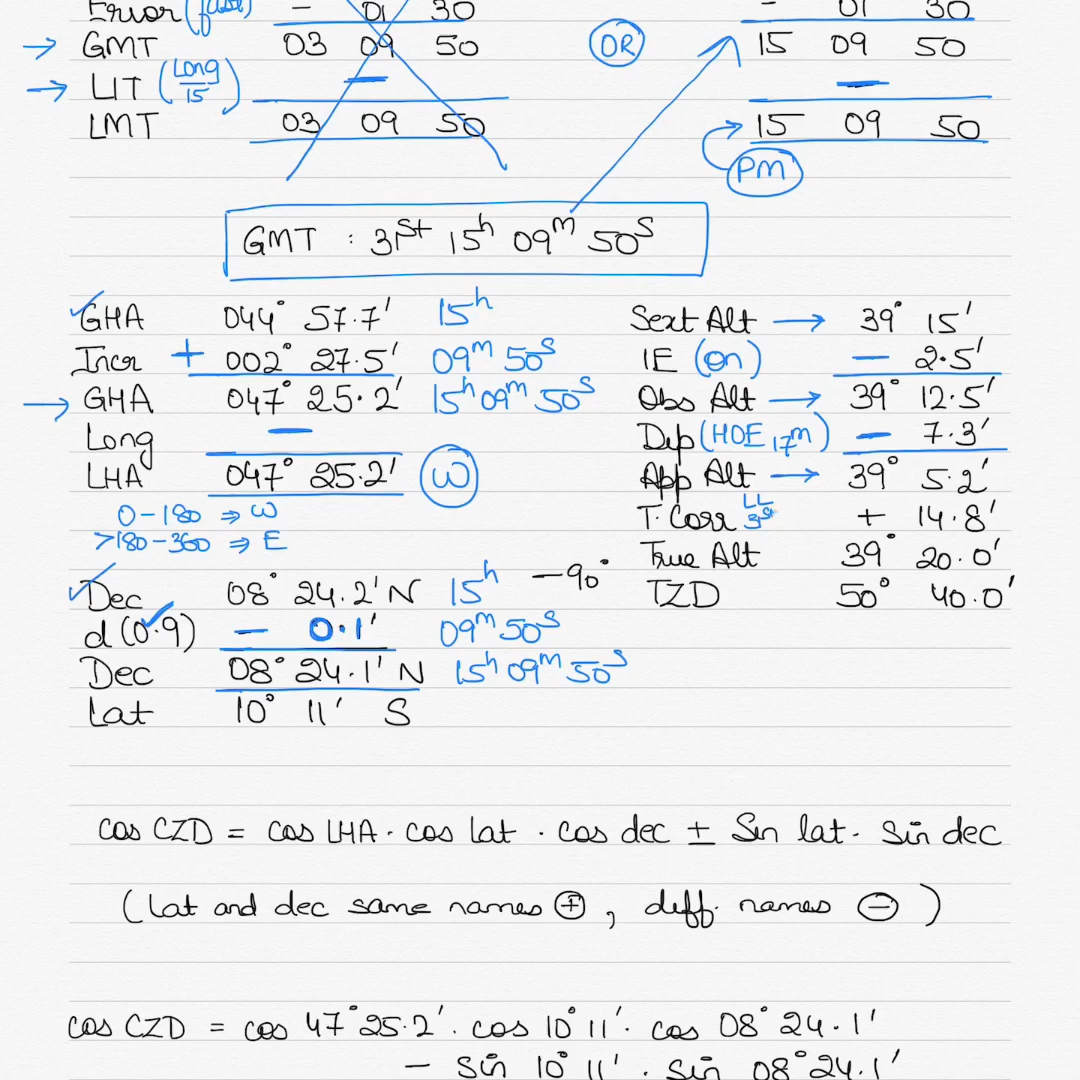 Error (fast) – 01 30 – 01 30
→ GMT 03 09 50 OR 15 09 50
→ LIT (Long/15) — —
LMT 03 09 50 15 09 50
PM
GMT : 31st 15h 09m 50s
✓ GHA 044° 57.7' 15h
Incr + 002° 27.5' 09m 50s
→ GHA 047° 25.2' 15h 09m 50s
Long —
LHA 047° 25.2' W
0–180 ⇒ W
>180–360 ⇒ E
✓ Dec 08° 24.2' N 15h
d (0.9) ✓ – 0.1' 09m 50s
Dec 08° 24.1' N 15h 09m 50s
Lat 10° 11' S
Sext Alt → 39° 15'
IE (on) – 2.5'
Obs Alt → 39° 12.5'
Dip (HOE 17m) – 7.3'
App Alt → 39° 5.2'
T. Corr LL 31st + 14.8'
True Alt 39° 20.0'
–90° TZD 50° 40.0'
cos CZD = cos LHA . cos lat . cos dec ± Sin lat . Sin dec
(Lat and dec same names ⊕, diff. names ⊖)
cos CZD = cos 47° 25.2' . cos 10° 11' . cos 08° 24.1'
– sin 10° 11' . sin 08° 24.1'